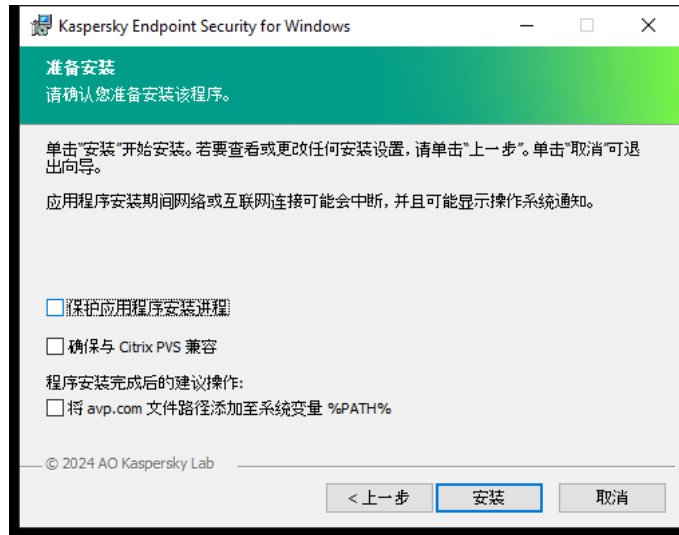 Kaspersky Endpoint Security for Windows
准备安装
请确认您准备安装该程序。
单击"安装"开始安装。若要查看或更改任何安装设置，请单击"上一步"。单击"取消"可退
出向导。
应用程序安装期间网络或互联网连接可能会中断，并且可能显示操作系统通知。
保护应用程序安装进程
确保与 Citrix PVS 兼容
程序安装完成后的建议操作:
将 avp.com 文件路径添加至系统变量 %PATH%
© 2024 AO Kaspersky Lab
< 上一步 安装 取消